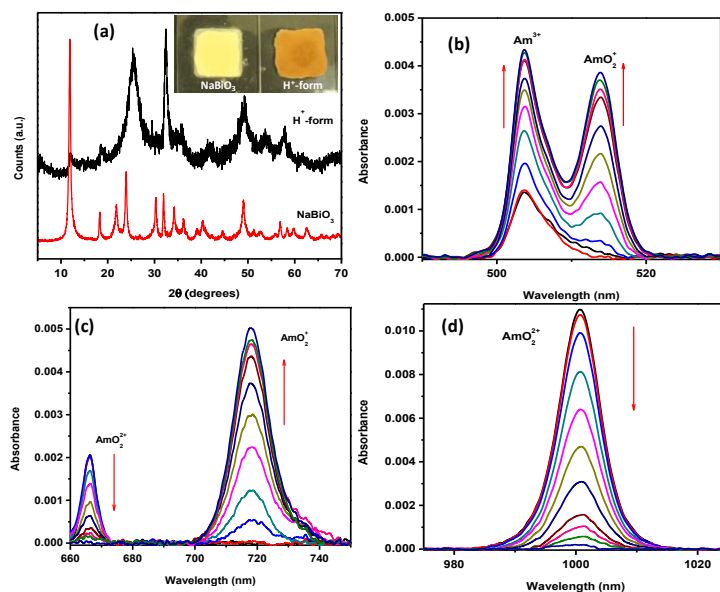 (a)
NaBiO₃
H⁺-form
H⁺-form
NaBiO₃
Counts (a.u.)
10 20 30 40 50 60 70
2θ (degrees)
(b)
Am³⁺
AmO₂⁺
0.005
0.004
0.003
0.002
0.001
0.000
Absorbance
500 520
Wavelength (nm)
(c)
AmO₂²⁺
AmO₂⁺
0.005
0.004
0.003
0.002
0.001
0.000
Absorbance
660 680 700 720 740
Wavelength (nm)
(d)
AmO₂²⁺
0.010
0.008
0.006
0.004
0.002
0.000
Absorbance
980 1000 1020
Wavelength (nm)